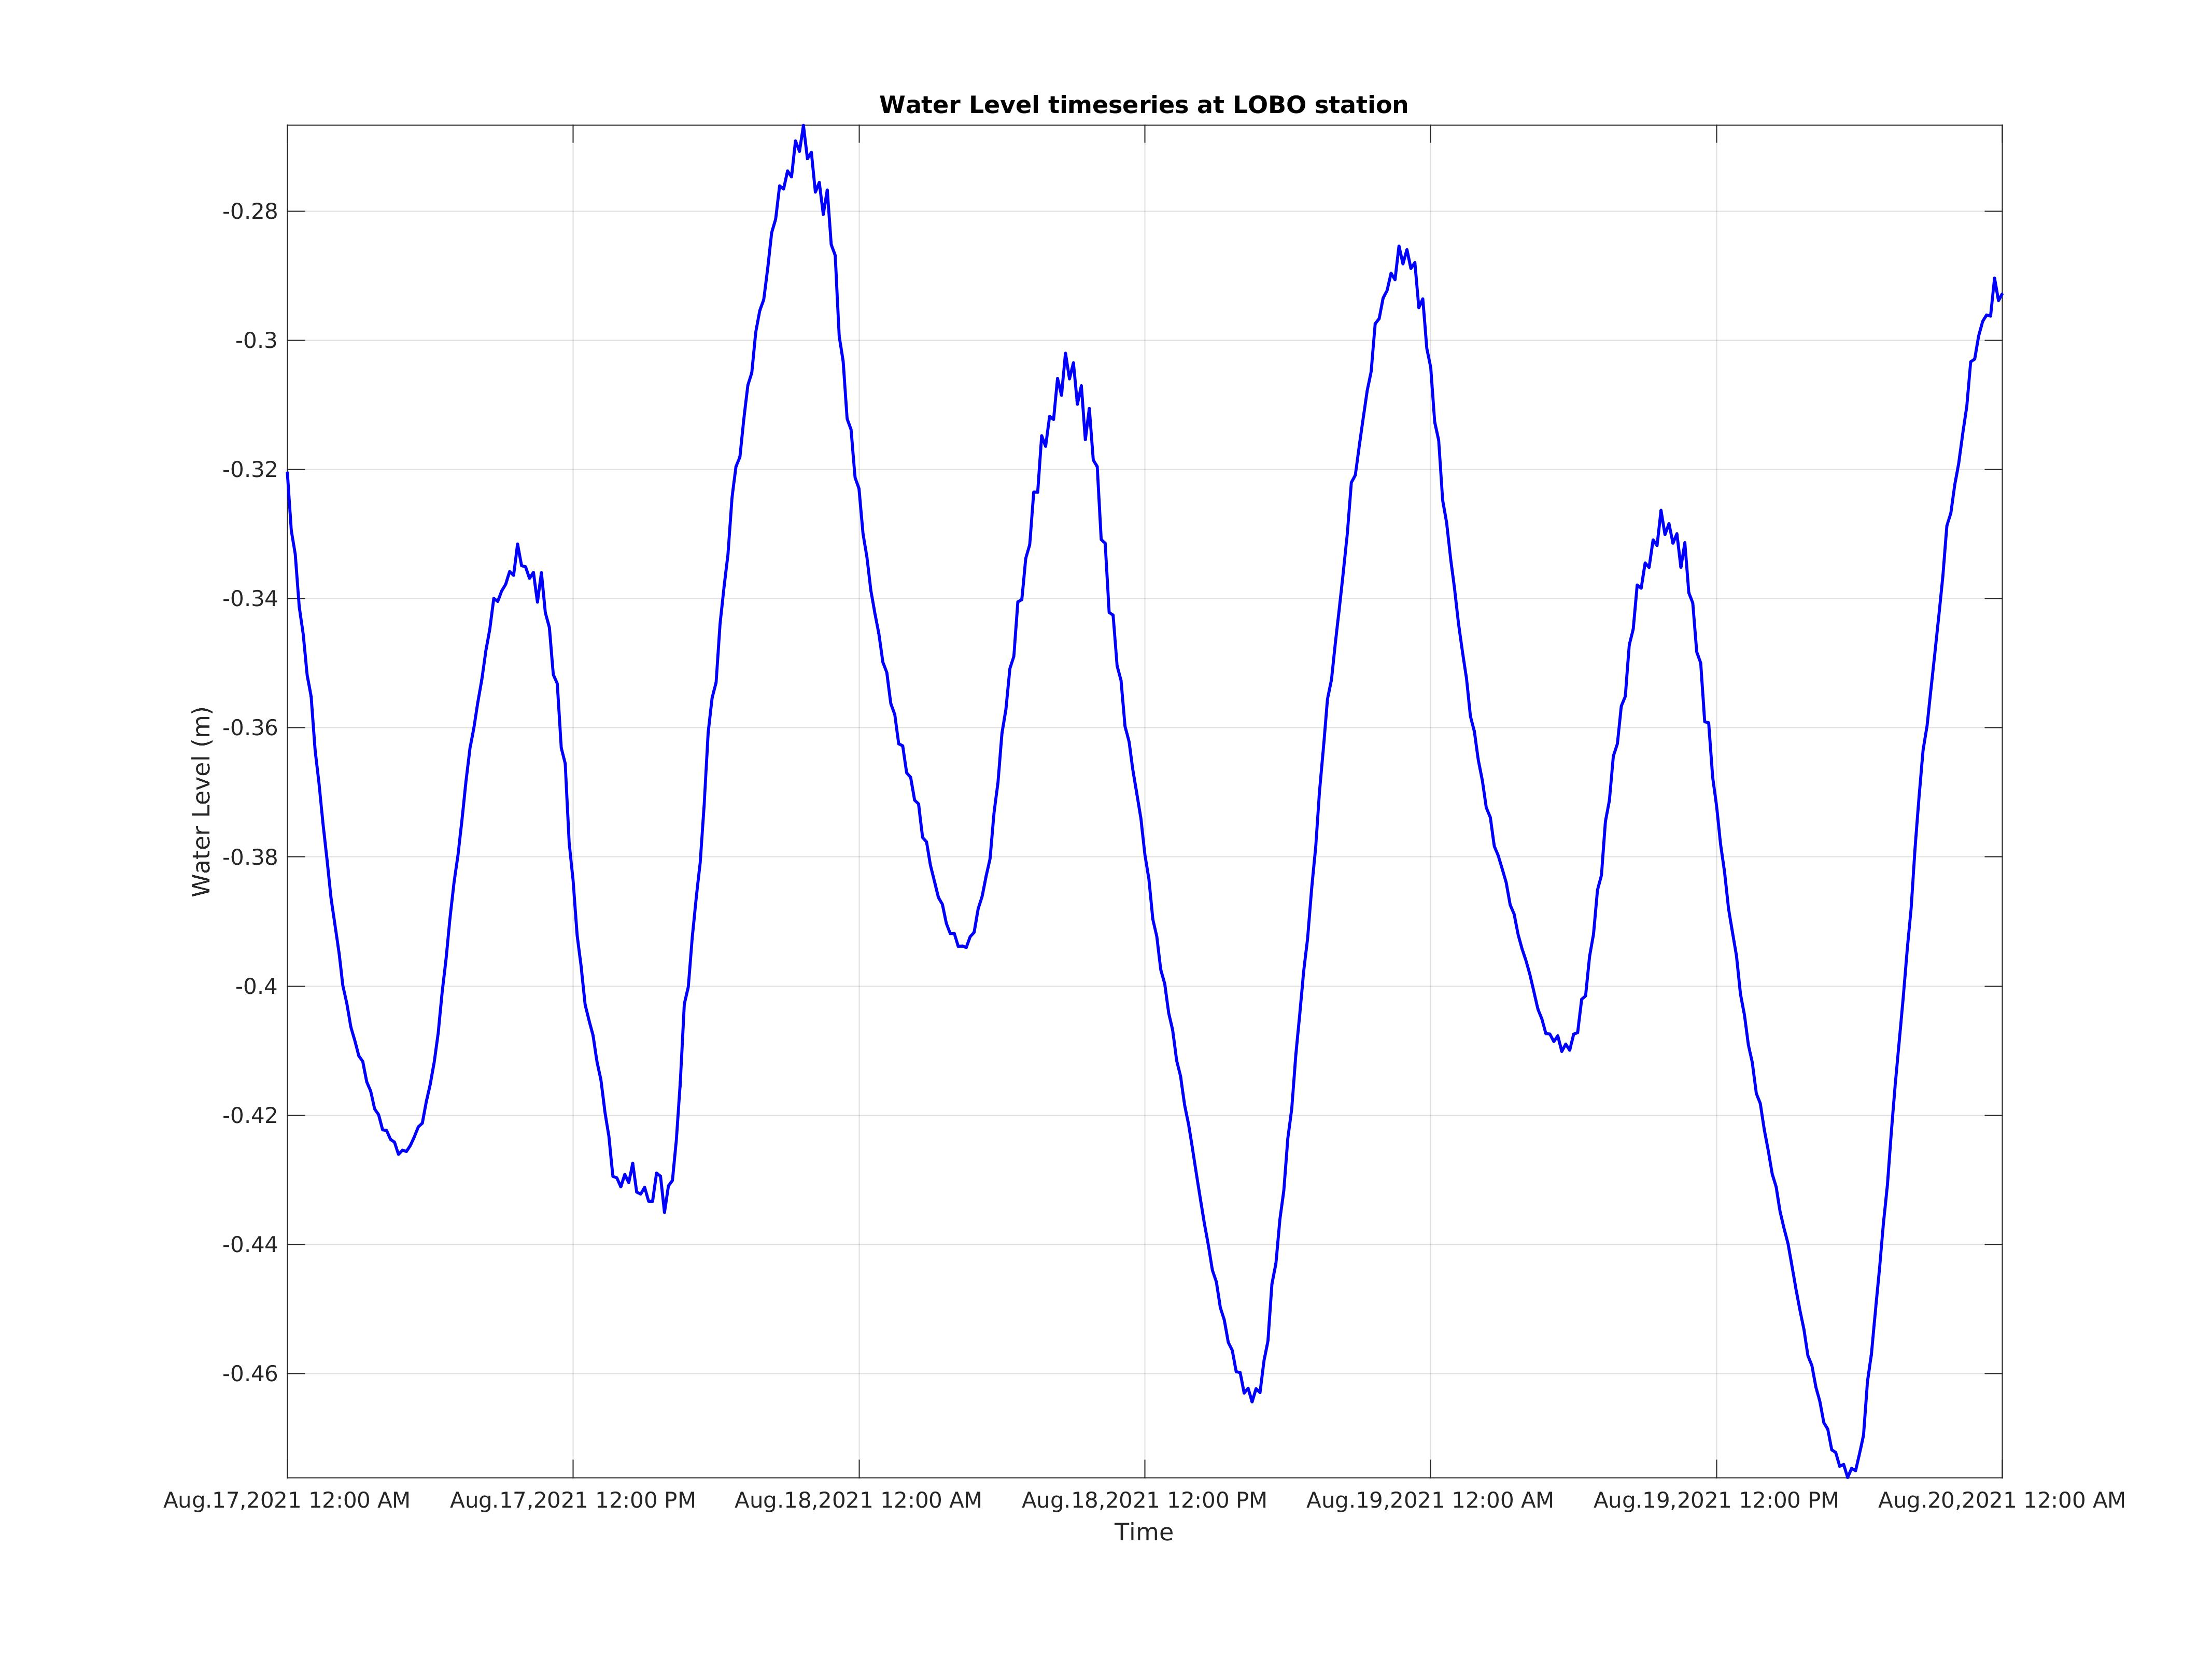 Water Level timeseries at LOBO station
-0.28
-0.3
-0.32
-0.34
-0.36
-0.38
-0.4
-0.42
-0.44
-0.46
Water Level (m)
Aug.17,2021 12:00 AM Aug.17,2021 12:00 PM Aug.18,2021 12:00 AM Aug.18,2021 12:00 PM Aug.19,2021 12:00 AM Aug.19,2021 12:00 PM Aug.20,2021 12:00 AM
Time